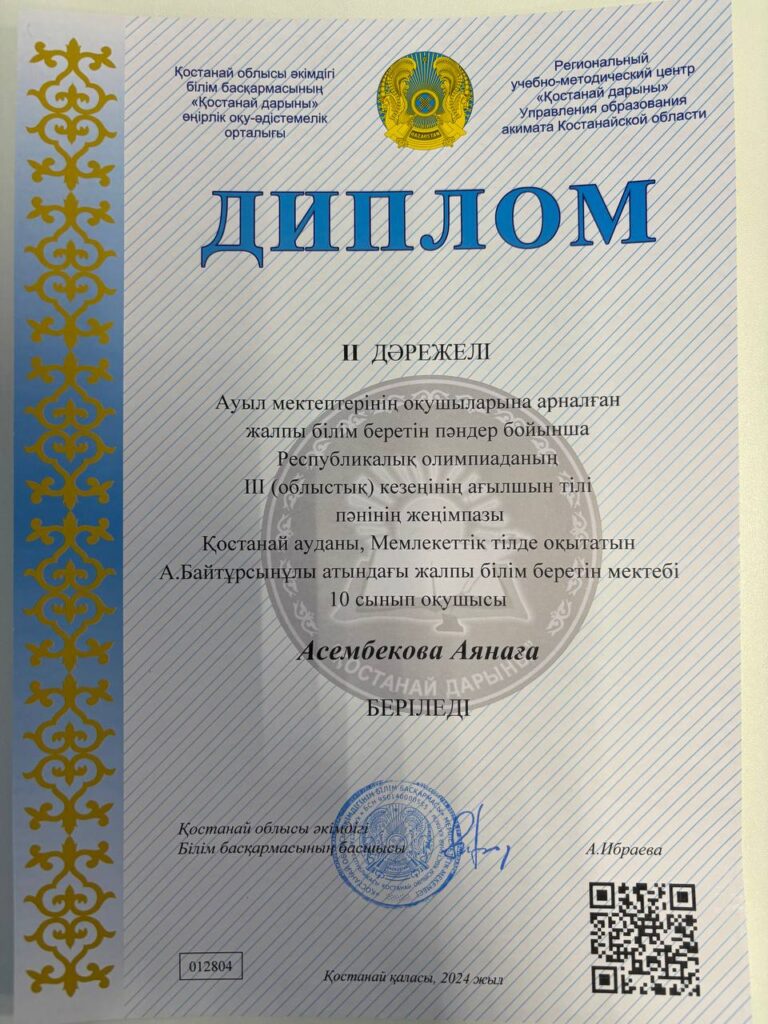 Қостанай облысы әкімдігі
білім басқармасының
«Қостанай дарыны»
өңірлік оқу-әдістемелік
орталығы
Региональный
учебно-методический центр
«Қостанай дарыны»
Управления образования
акимата Костанайской области
ҚАЗАҚСТАН
ДИПЛОМ
II ДӘРЕЖЕЛІ
Ауыл мектептерінің оқушыларына арналған
жалпы білім беретін пәндер бойынша
Республикалық олимпиаданың
III (облыстық) кезеңінің ағылшын тілі
пәнінің жеңімпазы
Қостанай ауданы, Мемлекеттік тілде оқытатын
А.Байтұрсынұлы атындағы жалпы білім беретін мектебі
10 сынып оқушысы
Асембекова Аянаға
"ҚОСТАНАЙ ДАРЫНЫ"
БЕРІЛЕДІ
Қостанай облысы әкімдігі
Білім басқармасының басшысы
А.Ибраева
012804
Қостанай қаласы, 2024 жыл